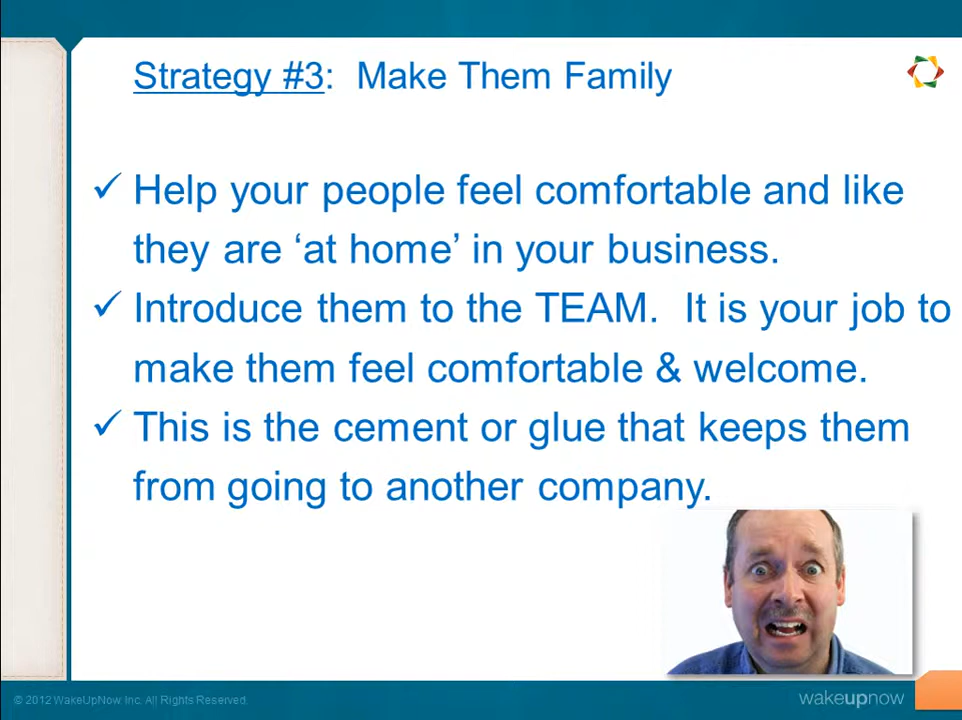 Strategy #3: Make Them Family
✓ Help your people feel comfortable and like
they are ‘at home’ in your business.
✓ Introduce them to the TEAM. It is your job to
make them feel comfortable & welcome.
✓ This is the cement or glue that keeps them
from going to another company.
© 2012 WakeUpNow Inc. All Rights Reserved.
wakeupnow